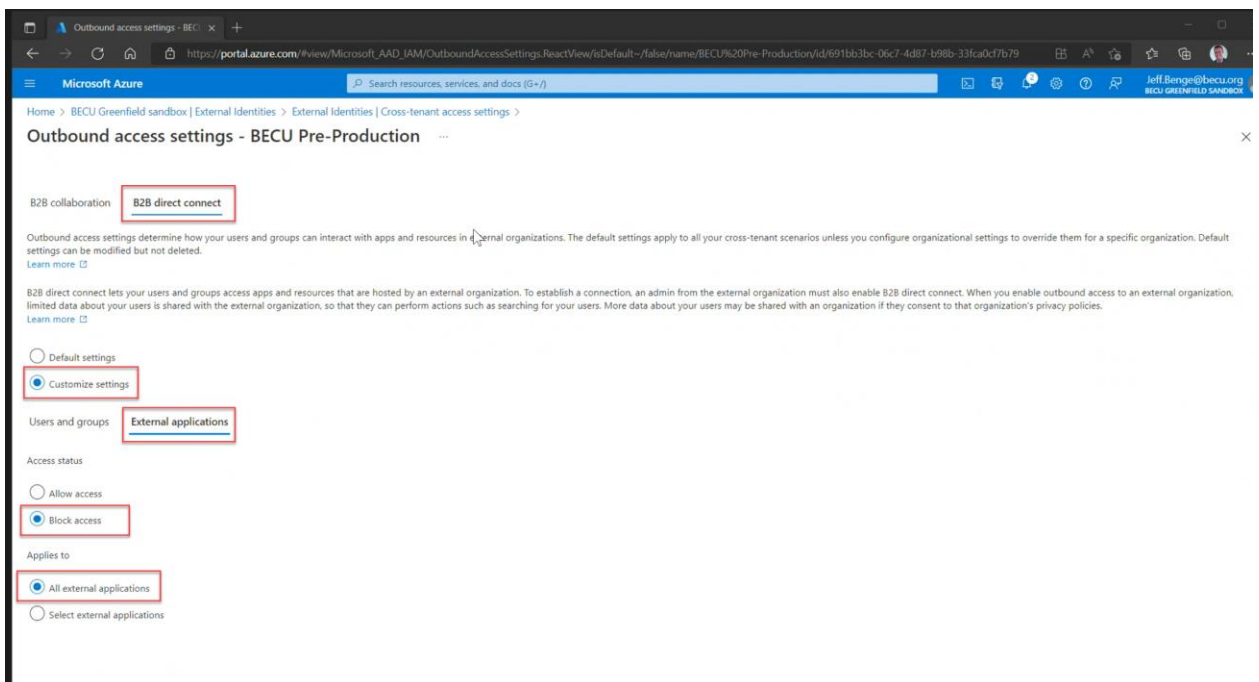 Outbound access settings - BEC
https://portal.azure.com/#view/Microsoft_AAD_IAM/OutboundAccessSettings.ReactView/isDefault~/false/name/BECU%20Pre-Production/id/691bb3bc-06c7-4d87-b98b-33fca0cf7b79
Microsoft Azure
Search resources, services, and docs (G+/)
2
Jeff.Benge@becu.org
BECU GREENFIELD SANDBOX
Home > BECU Greenfield sandbox | External Identities > External Identities | Cross-tenant access settings >
Outbound access settings - BECU Pre-Production ...
B2B collaboration
B2B direct connect
Outbound access settings determine how your users and groups can interact with apps and resources in external organizations. The default settings apply to all your cross-tenant scenarios unless you configure organizational settings to override them for a specific organization. Default
settings can be modified but not deleted.
Learn more
B2B direct connect lets your users and groups access apps and resources that are hosted by an external organization. To establish a connection, an admin from the external organization must also enable B2B direct connect. When you enable outbound access to an external organization,
limited data about your users is shared with the external organization, so that they can perform actions such as searching for your users. More data about your users may be shared with an organization if they consent to that organization's privacy policies.
Learn more
Default settings
Customize settings
Users and groups
External applications
Access status
Allow access
Block access
Applies to
All external applications
Select external applications